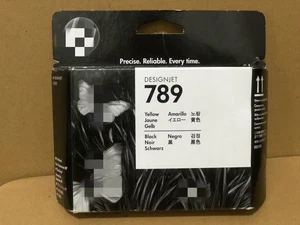 Precise. Reliable. Every time.
DESIGNJET
789
Yellow Amarillo 노랑
Jaune イエロー 黃色
Gelb
Black Negro 검정
Noir 黒 黑色
Schwarz